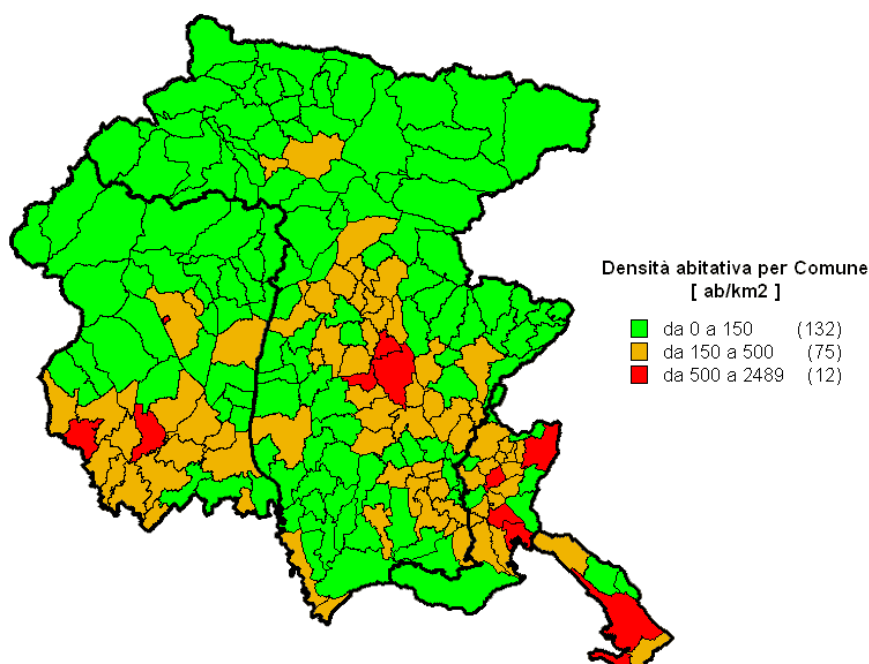 Densità abitativa per Comune
[ ab/km2 ]
da 0 a 150 (132)
da 150 a 500 (75)
da 500 a 2489 (12)